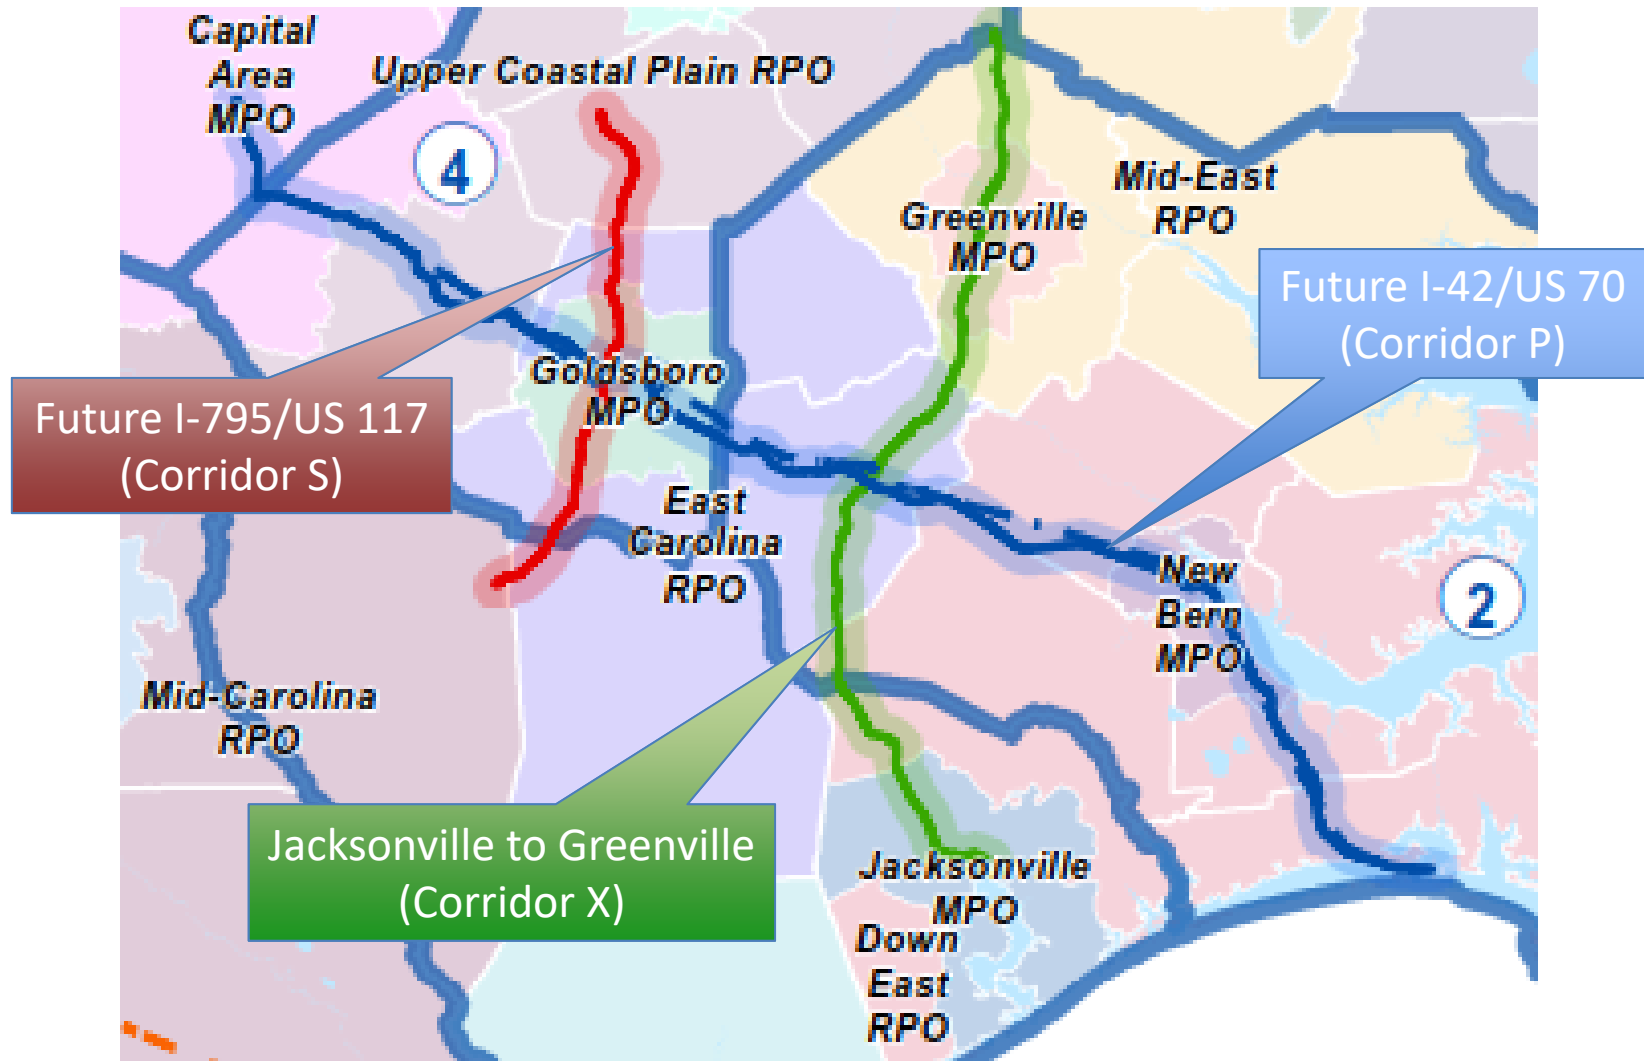 Capital
Area
MPO
Upper Coastal Plain RPO
4
Mid-East
RPO
Greenville
MPO
Future I-42/US 70
(Corridor P)
Goldsboro
MPO
Future I-795/US 117
(Corridor S)
East
Carolina
RPO
New
Bern
MPO
2
Mid-Carolina
RPO
Jacksonville to Greenville
(Corridor X)
Jacksonville
MPO
Down
East
RPO